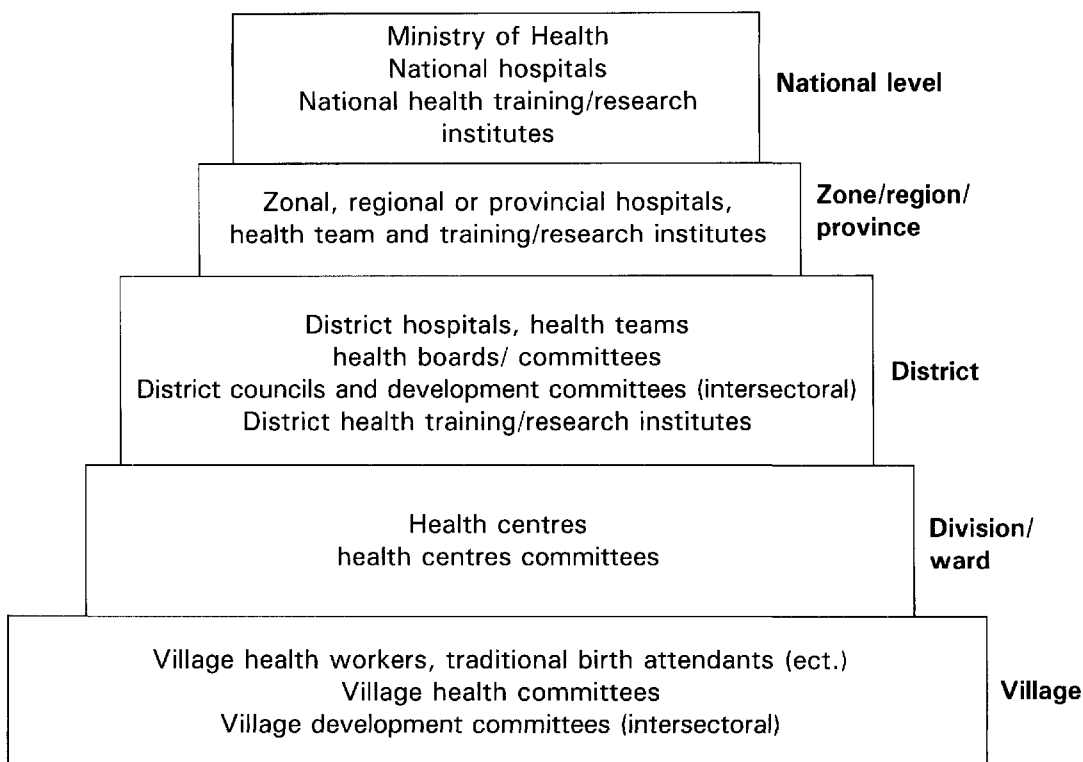 Ministry of Health
National hospitals
National health training/research
institutes
National level
Zonal, regional or provincial hospitals,
health team and training/research institutes
Zone/region/
province
District hospitals, health teams
health boards/ committees
District councils and development committees (intersectoral)
District health training/research institutes
District
Health centres
health centres committees
Division/
ward
Village health workers, traditional birth attendants (ect.)
Village health committees
Village development committees (intersectoral)
Village